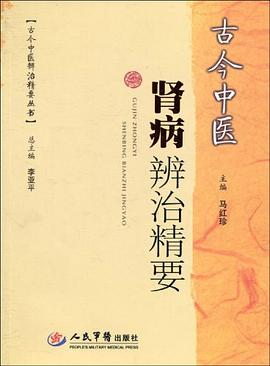 古今中医
肾病
GUJIN ZHONGYI
SHENBING BIANZHI JINGYAO
辨治精要
主编 马红珍
【古今中医辨治精要丛书】
总主编 李亚平
人民军医出版社
PEOPLE'S MILITARY MEDICAL PRESS